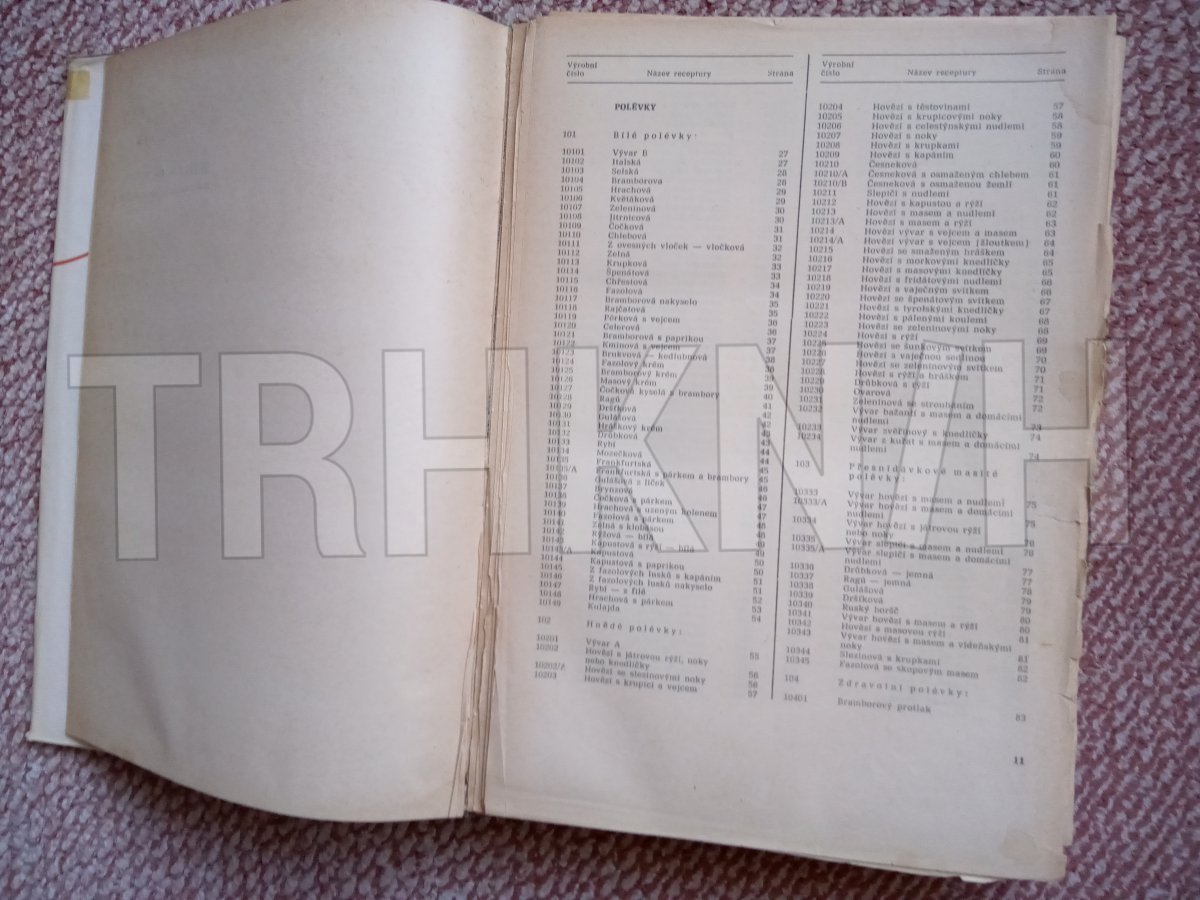 Výrobní číslo Název receptury Strana
POLÉVKY
101 Bílé polévky:
10101 Vývar B 27
10102 Italská 27
10103 Selská 28
10104 Bramborová 28
10105 Hrachová 29
10106 Květáková 29
10107 Zeleninová 30
10108 Jitrnicová 30
10109 Čočková 31
10110 Chlebová 31
10111 Z ovesných vloček — vločková 32
10112 Zelná 32
10113 Krupková 33
10114 Špenátová 33
10115 Chřestová 34
10116 Fazolová 34
10117 Bramborová nakyselo 35
10118 Rajčatová 35
10119 Pórková s vejcem 36
10120 Celerová 36
10121 Bramborová s paprikou 37
10122 Kmínová s vejcem 37
10123 Brukvová — kedlubnová 38
10124 Fazolový krém 38
10125 Bramborový krém 39
10126 Masový krém 39
10127 Čočková kyselá s brambory 40
10128 Ragú 41
10129 Dršťková 42
10130 Gulášová 42
10131 Hráškový krém 43
10132 Drůbková 43
10133 Rybí 44
10134 Mozečková 44
10135 Frankfurtská 45
10135/A Frankfurtská s párkem a brambory 45
10136 Gulášová z líček 46
10137 Brynzová 46
10138 Čočková s párkem 47
10139 Hrachová s uzeným kolenem 47
10140 Fazolová s párkem 48
10141 Zelná s klobásou 48
10142 Rýžová — bílá 49
10143 Kapustová s rýží — bílá 49
10143/A Kapustová 50
10144 Kapustová s paprikou 50
10145 Z fazolových lusků s kapáním 51
10146 Z fazolových lusků nakyselo 51
10147 Rybí — z filé 52
10148 Hrachová s párkem 53
10149 Kulajda 54
102 Hnědé polévky:
10201 Vývar A 55
10202 Hovězí s játrovou rýží, noky
nebo knedlíčky 56
10202/A Hovězí se slezinovými noky 56
10203 Hovězí s krupicí a vejcem 57
Výrobní číslo Název receptury Strana
10204 Hovězí s těstovinami 57
10205 Hovězí s krupicovými noky 58
10206 Hovězí s celestýnskými nudlemi 58
10207 Hovězí s noky 59
10208 Hovězí s krupkami 59
10209 Hovězí s kapáním 60
10210 Česneková 60
10210/A Česneková s osmaženým chlebem 61
10210/B Česneková s osmaženou žemlí 61
10211 Slepičí s nudlemi 62
10212 Hovězí s kapustou a rýží 62
10213 Hovězí s masem a nudlemi 63
10213/A Hovězí s masem a rýží 63
10214 Hovězí vývar s vejcem a masem 63
10214/A Hovězí vývar s vejcem (žloutkem) 64
10215 Hovězí se smaženým hráškem 64
10216 Hovězí s morkovými knedlíčky 65
10217 Hovězí s masovými knedlíčky 65
10218 Hovězí s fridátovými nudlemi 66
10219 Hovězí s vaječným svítkem 66
10220 Hovězí se špenátovým svítkem 67
10221 Hovězí s tyrolskými knedlíčky 67
10222 Hovězí s pálenými koulemi 68
10223 Hovězí se zeleninovými noky 68
10224 Hovězí s rýží 69
10225 Hovězí se šunkovým svítkem 69
10226 Hovězí s vaječnou sedlinou 70
10227 Hovězí se zeleninovým svítkem 70
10228 Hovězí s rýží a hráškem 71
10229 Drůbková s rýží 71
10230 Ovarová 72
10231 Zeleninová se strouháním 72
10232 Vývar bažantí s masem a domácími
nudlemi 73
10233 Vývar zvěřinový s knedlíčky 74
10234 Vývar z kuřat s masem a domácími
nudlemi 74
103 Přesnídávkové masité
polévky:
10333 Vývar hovězí s masem a nudlemi 75
10333/A Vývar hovězí s masem a domácími
nudlemi 75
10334 Vývar hovězí s játrovou rýží
nebo noky 76
10335 Vývar slepičí s masem a nudlemi 76
10335/A Vývar slepičí s masem a domácími
nudlemi 77
10336 Drůbková — jemná 77
10337 Ragú — jemná 78
10338 Gulášová 79
10339 Dršťková 79
10340 Ruský boršč 80
10341 Vývar hovězí s masem a rýží 80
10342 Hovězí s masovou rýží 81
10343 Vývar hovězí s masem a vídeňskými
noky 81
10344 Slezinová s krupkami 82
10345 Fazolová se skopovým masem 82
104 Zdravotní polévky:
10401 Bramborový protlak 83
11
TRHKNIH